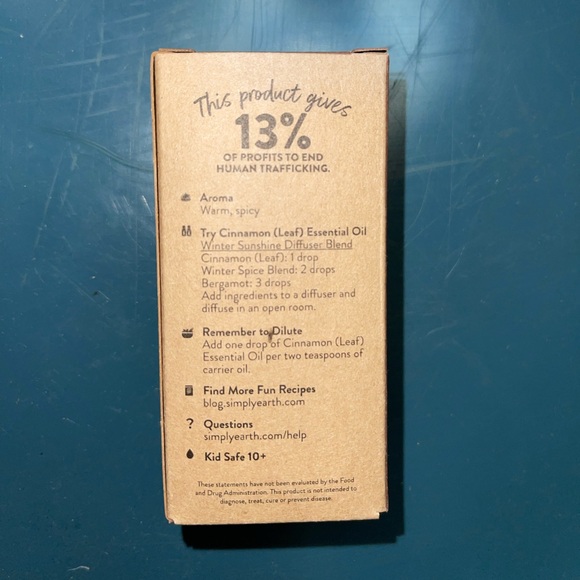 This product gives
13%
OF PROFITS TO END
HUMAN TRAFFICKING.
Aroma
Warm, spicy
Try Cinnamon (Leaf) Essential Oil
Winter Sunshine Diffuser Blend
Cinnamon (Leaf): 1 drop
Winter Spice Blend: 2 drops
Bergamot: 3 drops
Add ingredients to a diffuser and
diffuse in an open room.
Remember to Dilute
Add one drop of Cinnamon (Leaf)
Essential Oil per two teaspoons of
carrier oil.
Find More Fun Recipes
blog.simplyearth.com
? Questions
simplyearth.com/help
Kid Safe 10+
These statements have not been evaluated by the Food
and Drug Administration. This product is not intended to
diagnose, treat, cure or prevent disease.